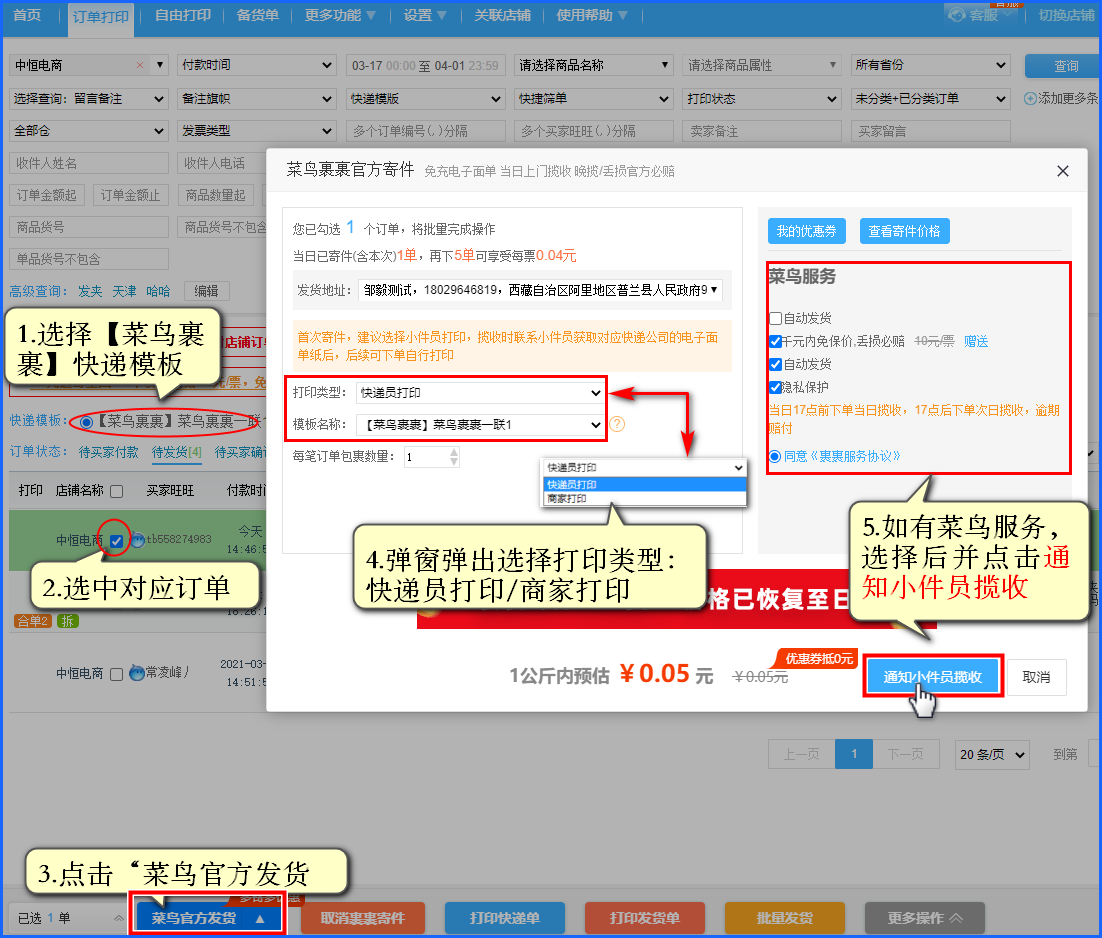 首页 订单打印 自由打印 备货单 更多功能 设置 关联店铺 使用帮助 客服 切换店铺
中恒电商 × 付款时间 03-17 00:00 至 04-01 23:59 请选择商品名称 请选择商品属性 所有省份 查询
选择查询: 留言备注 备注旗帜 快递模版 快捷筛单 打印状态 未分类+已分类订单 添加更多条
全部仓 发票类型 多个订单编号(,)分隔 多个买家旺旺(,)分隔 卖家备注 买家留言
收件人姓名 收件人电话
订单金额起 订单金额止 商品数量起
商品货号 商品货号不包含
单品货号不包含
高级查询: 发夹 天津 哈哈 编辑
1.选择【菜鸟裹
裹】快递模板
店铺订单
元/票，免
快递模板: 【菜鸟裹裹】菜鸟裹裹一联1
订单状态: 待买家付款 待发货[4] 待买家确认
打印 店铺名称 买家旺旺 付款时间
中恒电商 tb558274983 今天
14:46:5
2.选中对应订单
合单2 拆
中恒电商 常凌峰丿 2021-03-
14:51:5
菜鸟裹裹官方寄件 免充电子面单 当日上门揽收 晚揽/丢损官方必赔
您已勾选 1 个订单，将批量完成操作
当日已寄件(含本次)1单，再下5单可享受每票0.04元
发货地址: 邹毅测试，18029646819，西藏自治区阿里地区普兰县人民政府9
首次寄件，建议选择小件员打印，揽收时联系小件员获取对应快递公司的电子面
单纸后，后续可下单自行打印
打印类型: 快递员打印
模板名称: 【菜鸟裹裹】菜鸟裹裹一联1 ?
每笔订单包裹数量: 1
快递员打印
快递员打印
商家打印
4.弹窗弹出选择打印类型:
快递员打印/商家打印
我的优惠券 查看寄件价格
菜鸟服务
自动发货
千元内免保价,丢损必赔 10元/票 赠送
自动发货
隐私保护
当日17点前下单当日揽收，17点后下单次日揽收，逾期
赔付
同意《裹裹服务协议》
5.如有菜鸟服务，
选择后并点击通
知小件员揽收
格已恢复至日
优惠券抵0元
1公斤内预估 ￥0.05 元 ￥0.05元 通知小件员揽收 取消
上一页 1 下一页 20 条/页 到第
3.点击“菜鸟官方发货
已选 1 单 菜鸟官方发货 取消裹裹寄件 打印快递单 打印发货单 批量发货 更多操作